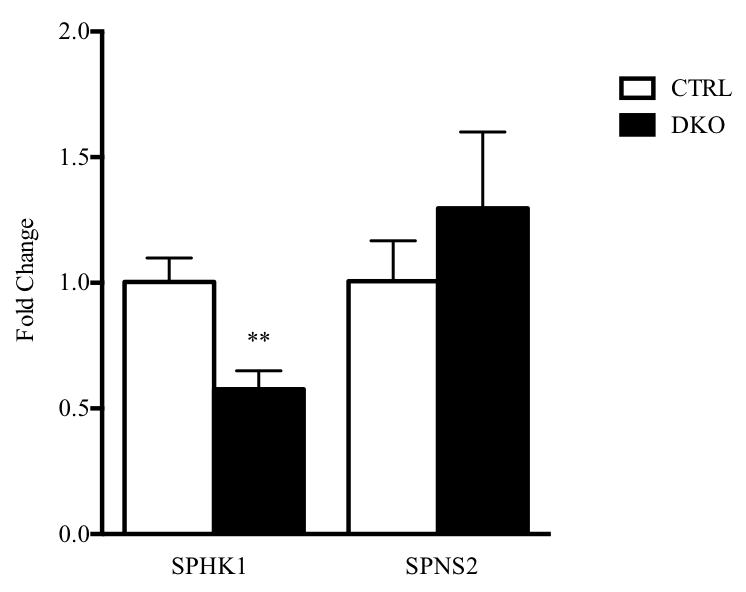 2.0
1.5
1.0
0.5
0.0
Fold Change
**
SPHK1
SPNS2
CTRL
DKO